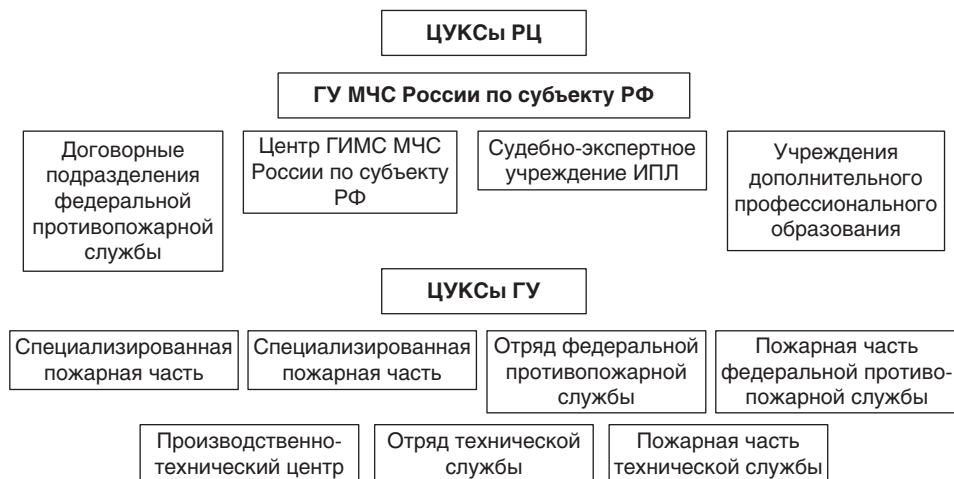 ЦУКСы РЦ
ГУ МЧС России по субъекту РФ
Договорные
подразделения
федеральной
противопожарной
службы
Центр ГИМС МЧС
России по субъекту
РФ
Судебно-экспертное
учреждение ИПЛ
Учреждения
дополнительного
профессионального
образования
ЦУКСы ГУ
Специализированная
пожарная часть
Специализированная
пожарная часть
Отряд федеральной
противопожарной
службы
Пожарная часть
федеральной противо-
пожарной службы
Производственно-
технический центр
Отряд технической
службы
Пожарная часть
технической службы